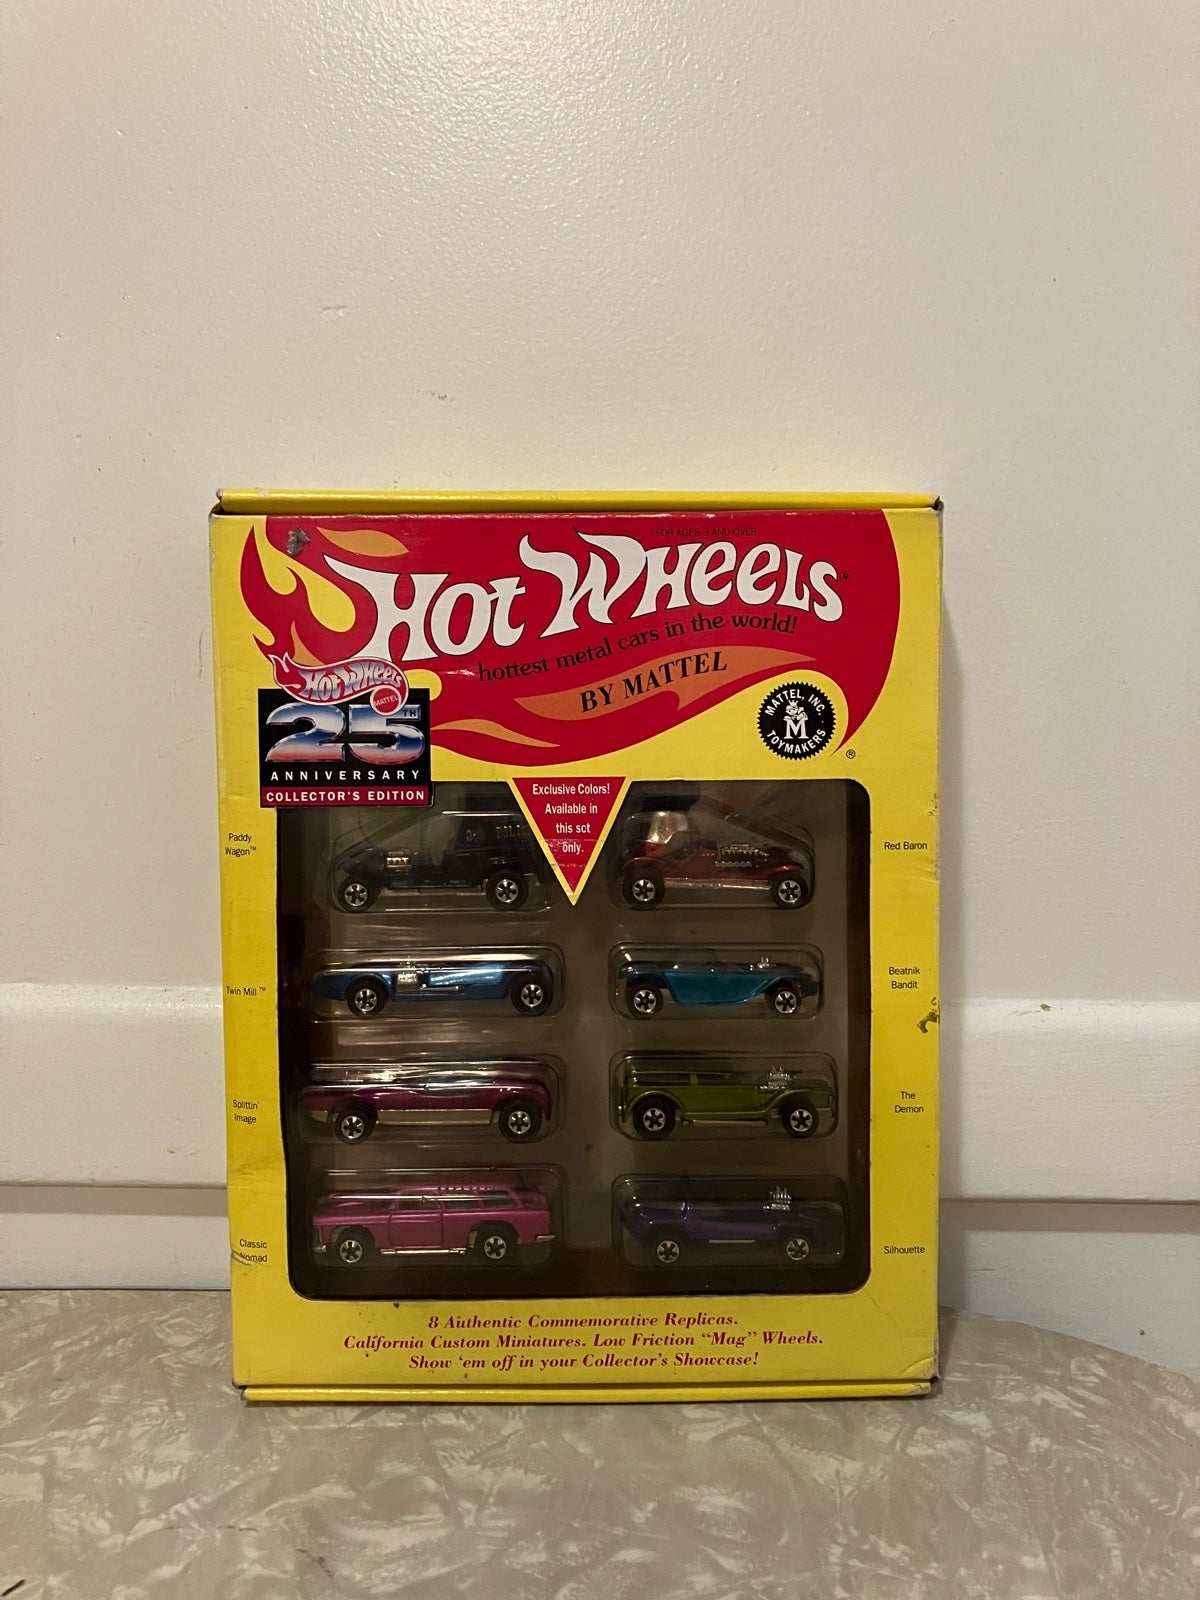 FOR AGES 3 AND OVER
HOT WHEELS®
hottest metal cars in the world!
BY MATTEL
HOT WHEELS
MATTEL
25TH
ANNIVERSARY
COLLECTOR'S EDITION
MATTEL, INC.
M
TOYMAKERS
®
Exclusive Colors!
Available in
this set
only.
Paddy
Wagon™
POLIC
3
Red Baron
Twin Mill™
Beatnik
Bandit
Splittin'
Image
The
Demon
Classic
Nomad
Silhouette
8 Authentic Commemorative Replicas.
California Custom Miniatures. Low Friction “Mag” Wheels.
Show ‘em off in your Collector's Showcase!